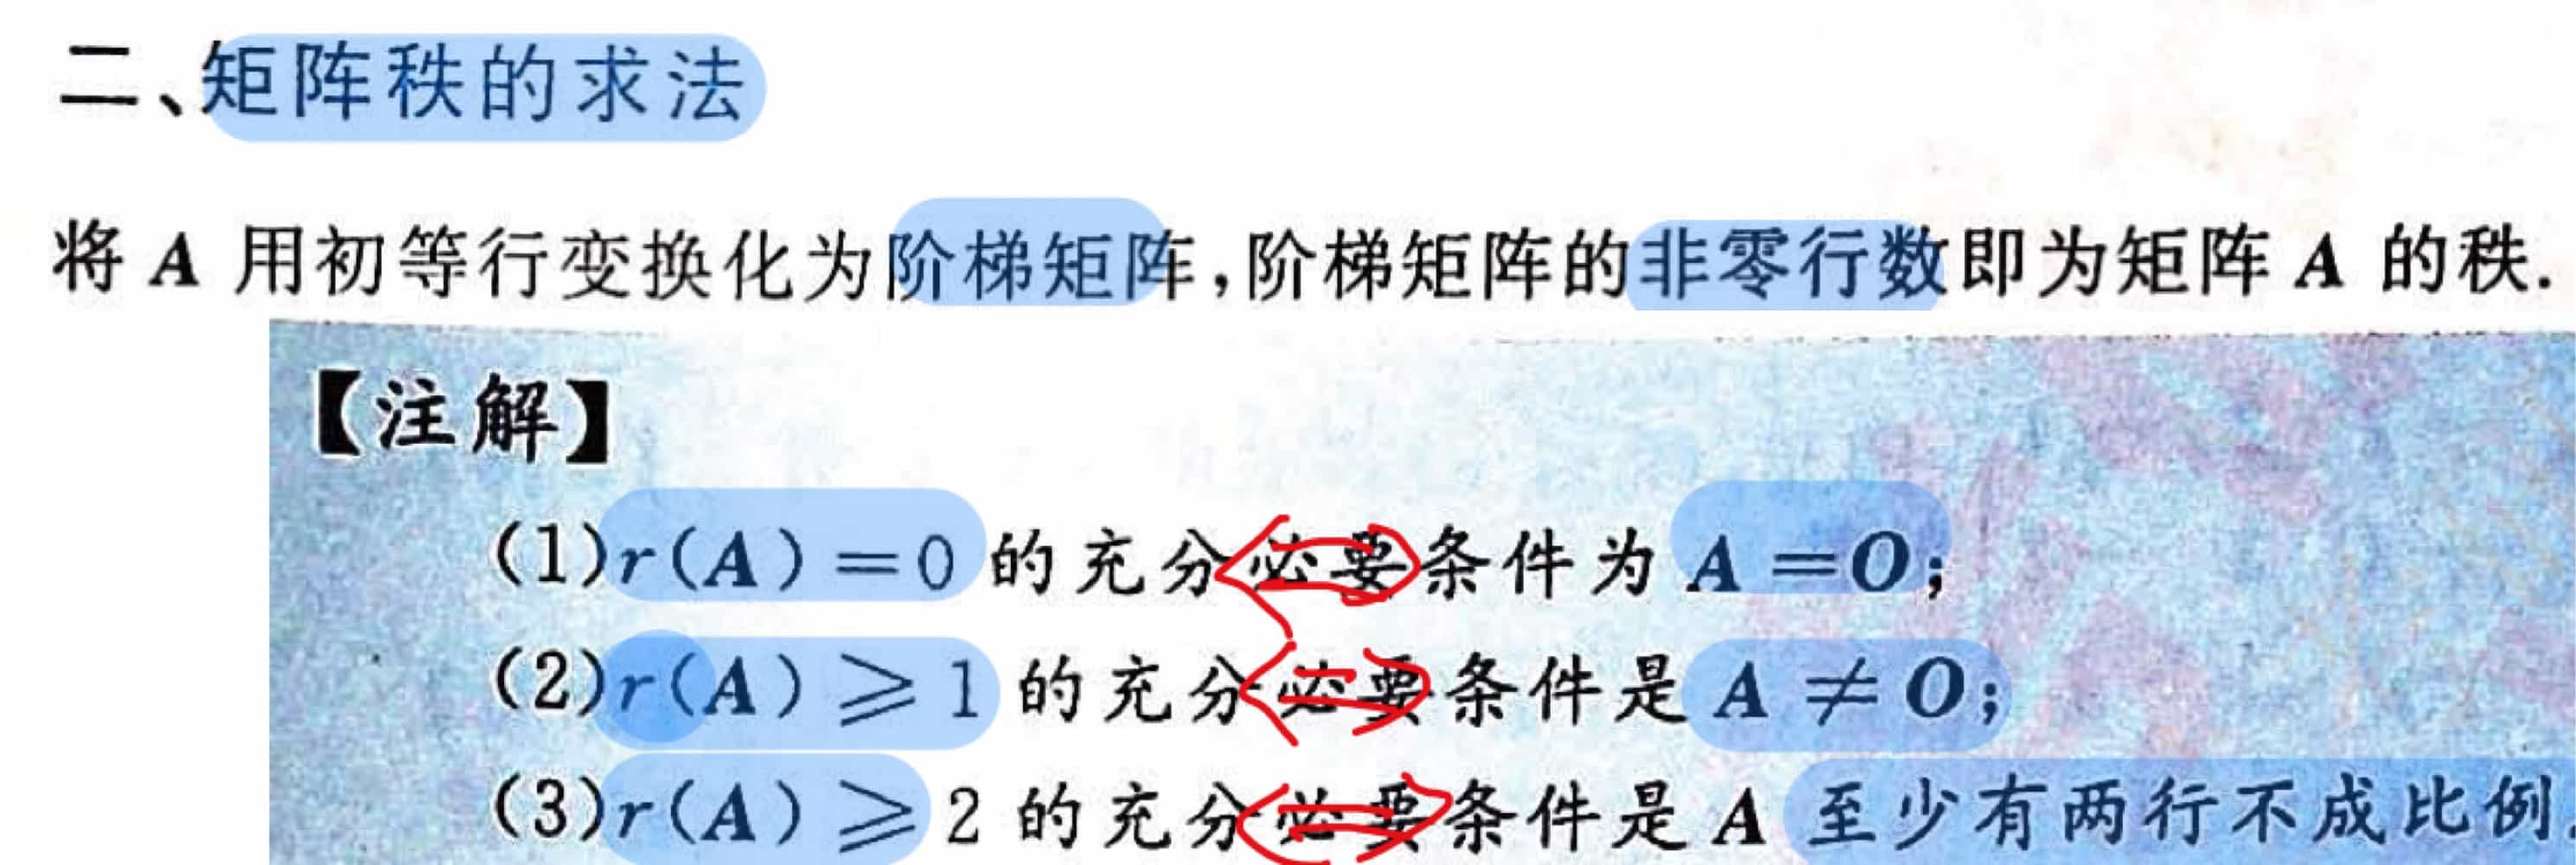 二、矩阵秩的求法
将 A 用初等行变换化为阶梯矩阵,阶梯矩阵的非零行数即为矩阵 A 的秩.
【注解】
(1)r(A)=0 的充分必要条件为 A=O;
(2)r(A)⩾1 的充分必要条件是 A≠O;
(3)r(A)⩾2 的充分必要条件是 A 至少有两行不成比例.